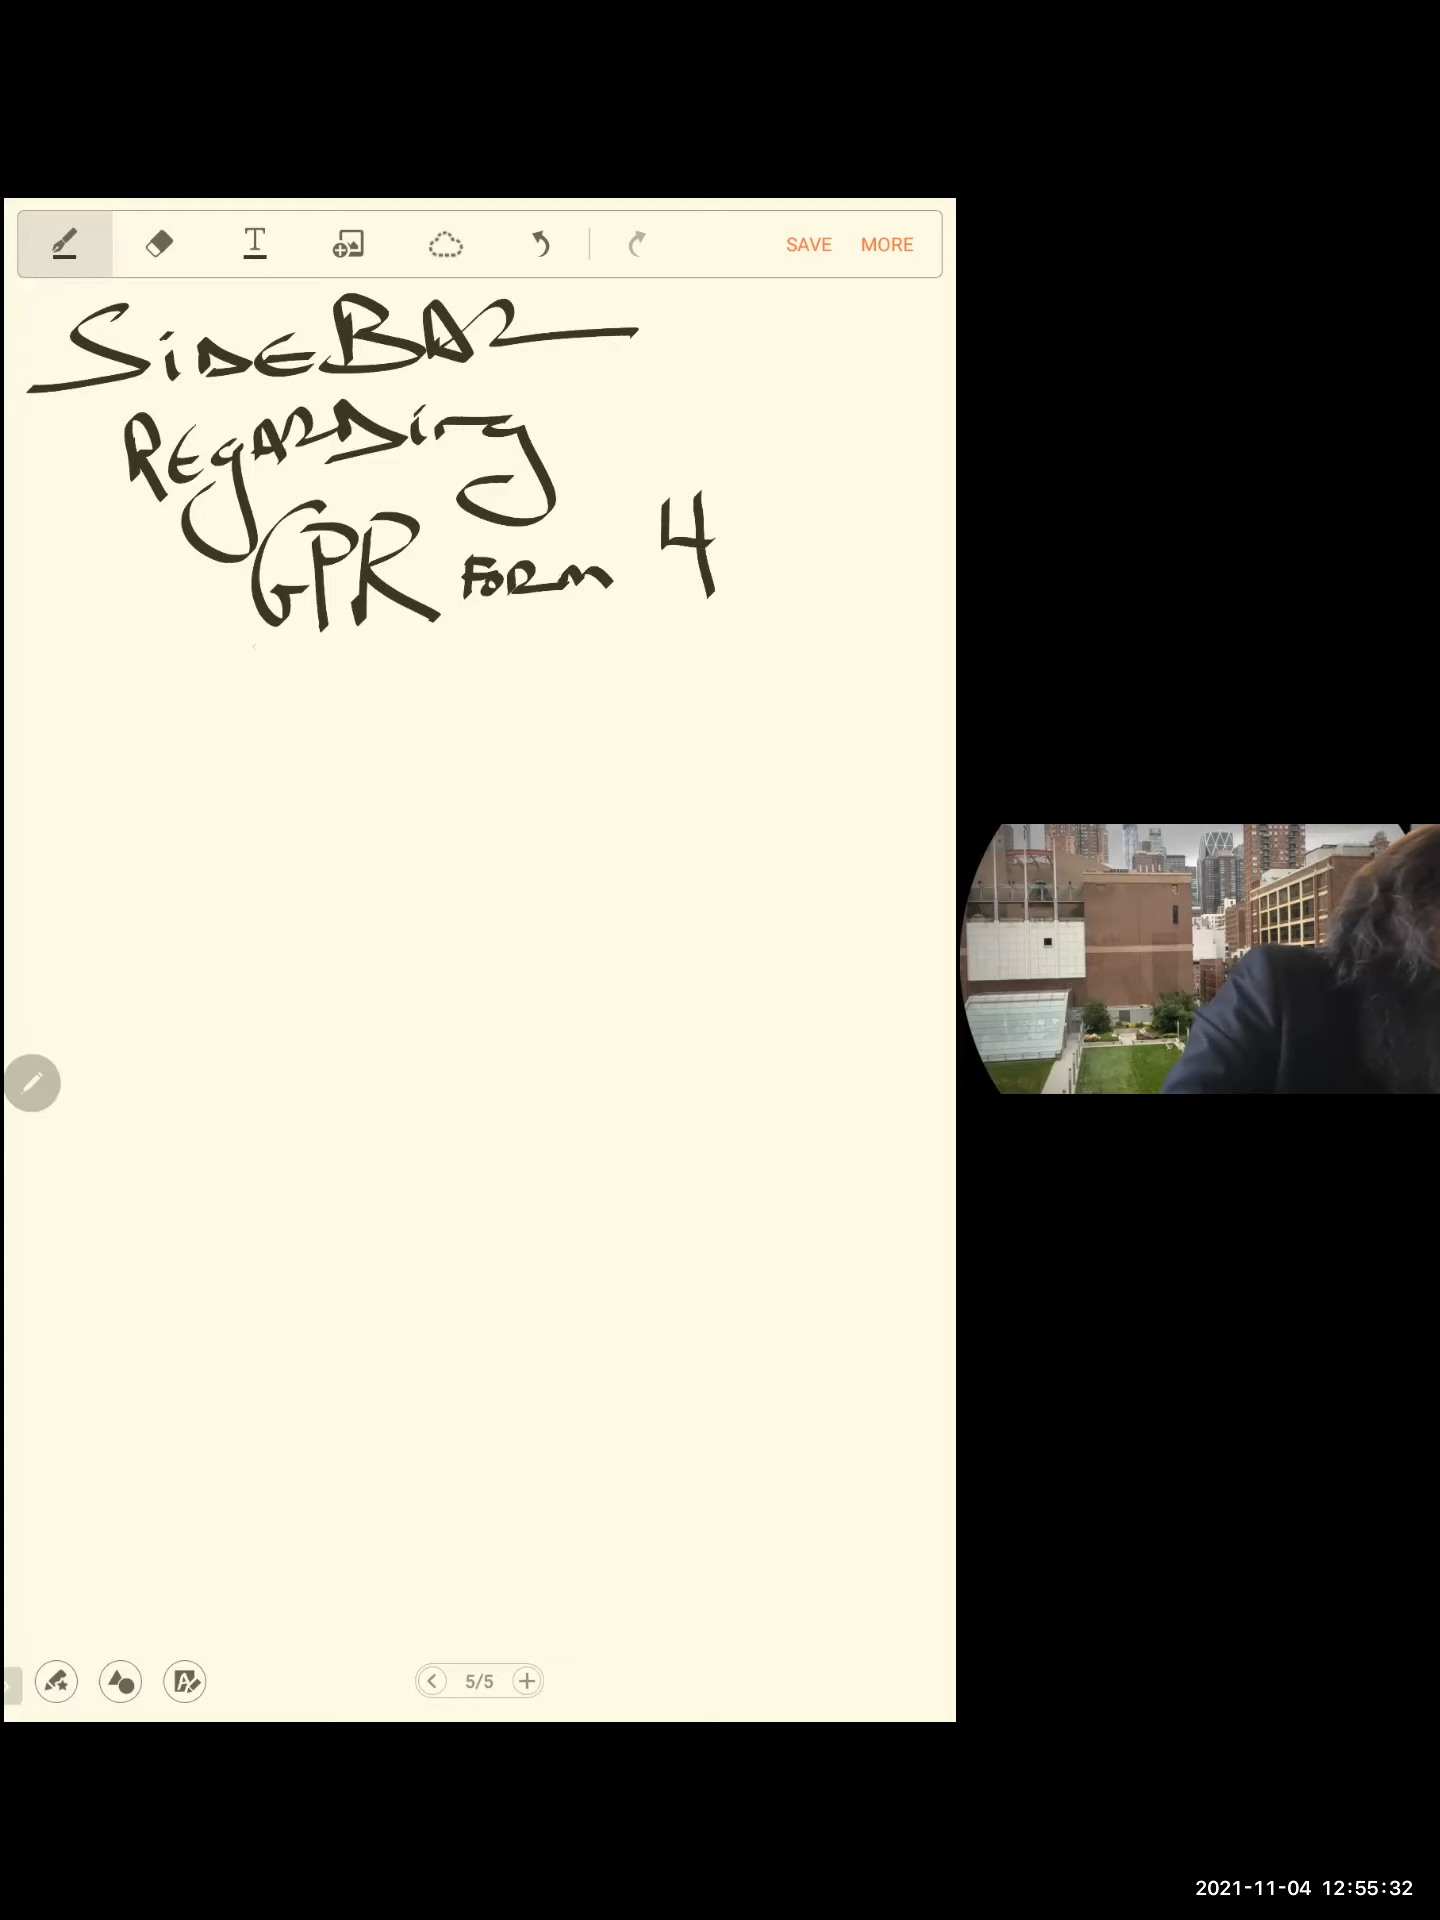 T
SAVE MORE
SiDEBAR
REgARDing
GPR FORM 4
A
5/5
2021-11-04 12:55:32